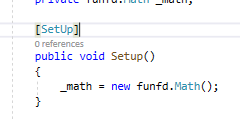 private funfd.Math _math;
[SetUp]
0 references
public void Setup()
{
_math = new funfd.Math();
}